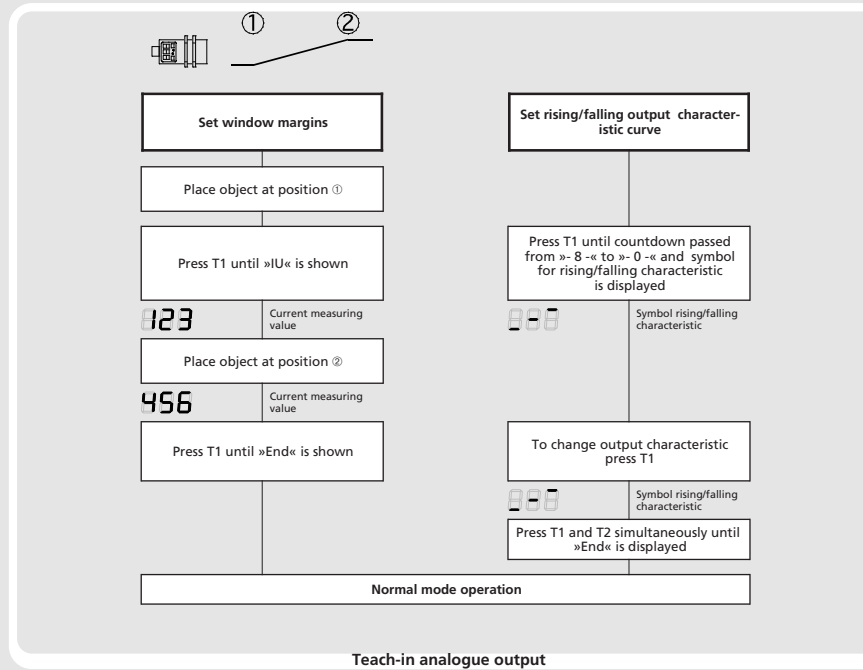 ① ②
Set window margins
Place object at position ①
Press T1 until »IU« is shown
123
Current measuring
value
Place object at position ②
456
Current measuring
value
Press T1 until »End« is shown
Set rising/falling output character-
istic curve
Press T1 until countdown passed
from »- 8 -« to »- 0 -« and symbol
for rising/falling characteristic
is displayed
Symbol rising/falling
characteristic
To change output characteristic
press T1
Symbol rising/falling
characteristic
Press T1 and T2 simultaneously until
»End« is displayed
Normal mode operation
Teach-in analogue output